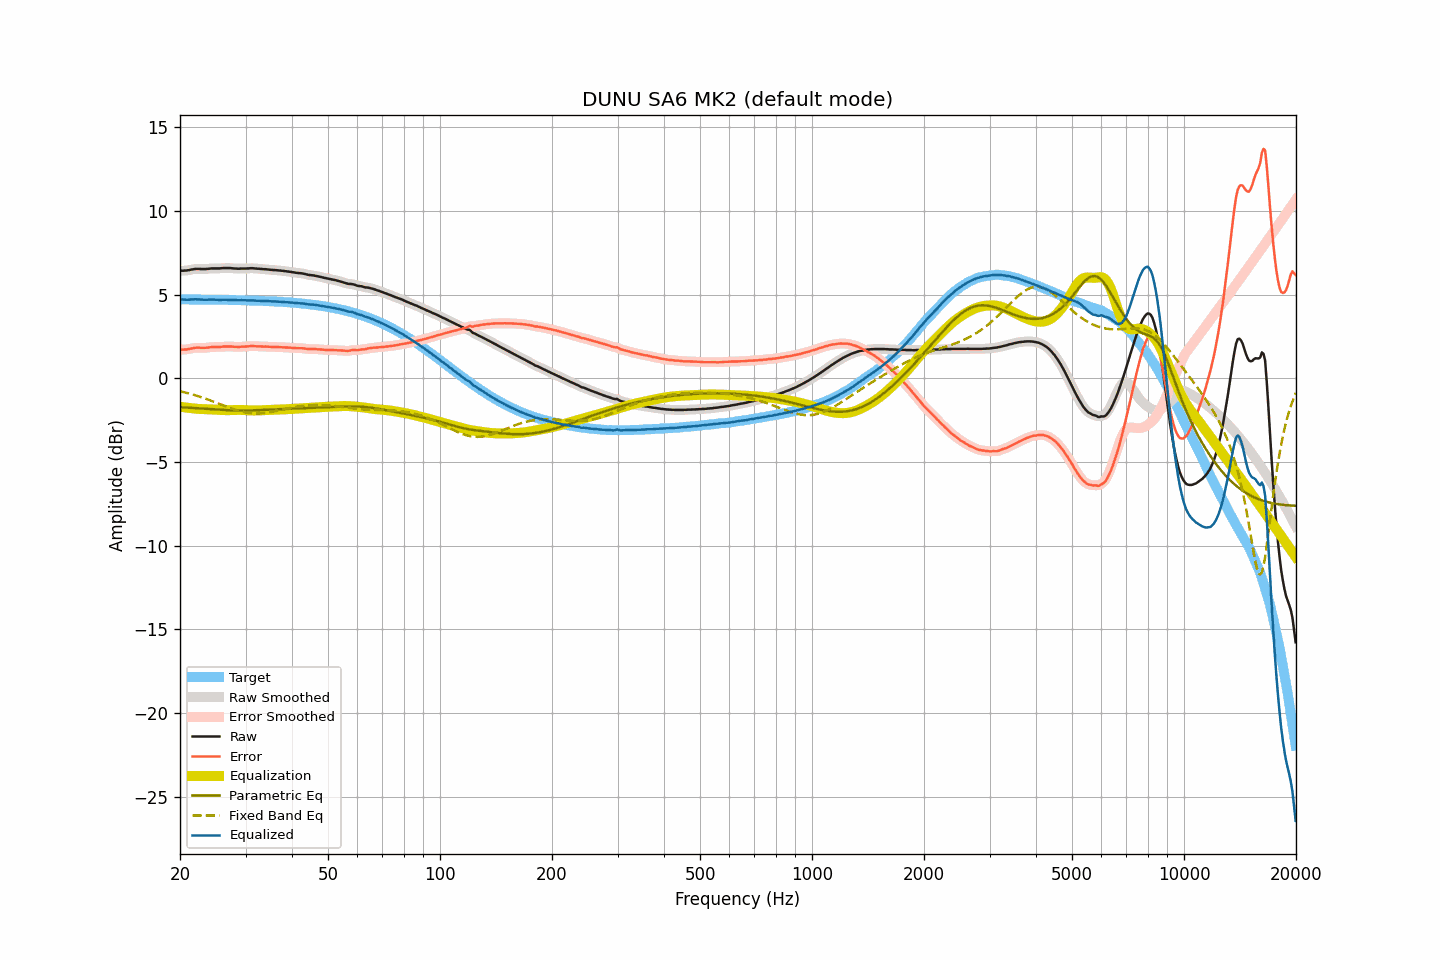 DUNU SA6 MK2 (default mode)
15
10
5
0
−5
−10
−15
−20
−25
Amplitude (dBr)
Target
Raw Smoothed
Error Smoothed
Raw
Error
Equalization
Parametric Eq
Fixed Band Eq
Equalized
20 50 100 200 500 1000 2000 5000 10000 20000
Frequency (Hz)